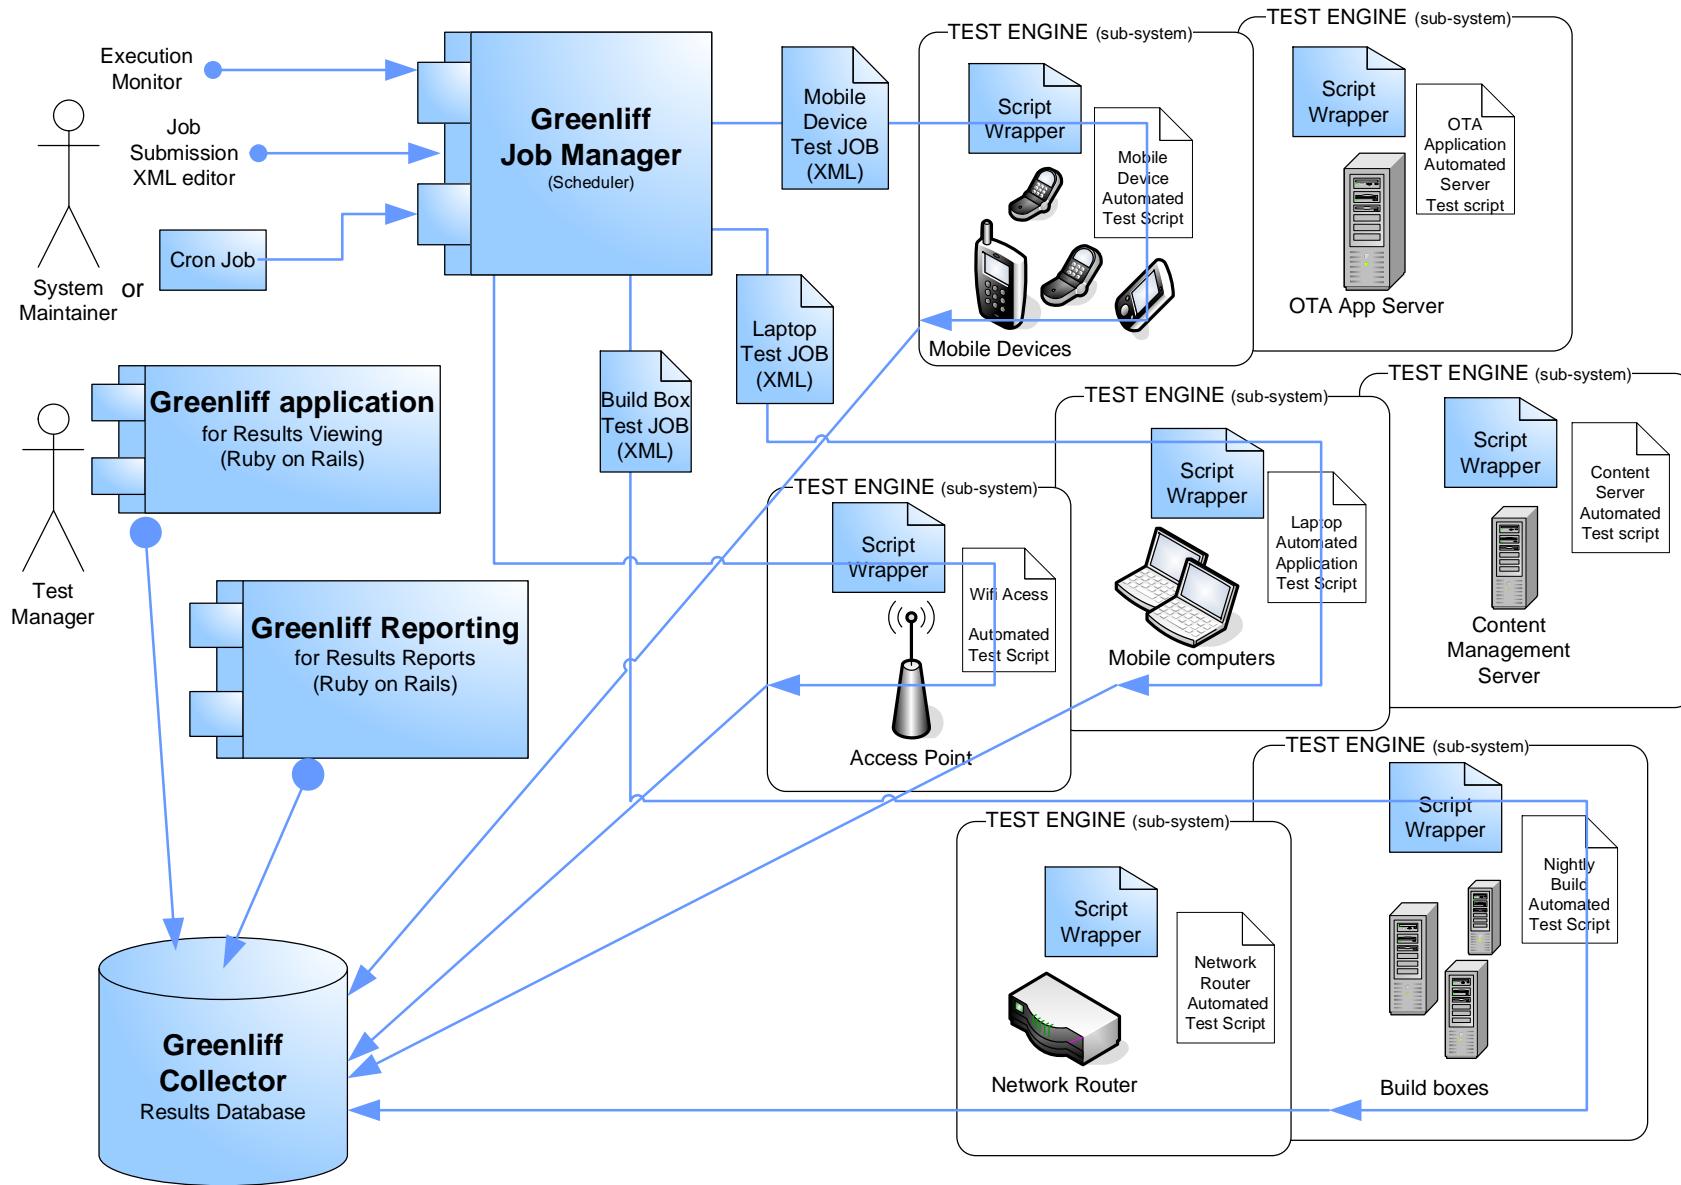 Execution
Monitor
Job
Submission
XML editor
Cron Job
System
Maintainer
or
Greenliff
Job Manager
(Scheduler)
Mobile
Device
Test JOB
(XML)
Laptop
Test JOB
(XML)
Build Box
Test JOB
(XML)
TEST ENGINE (sub-system)
Script
Wrapper
Mobile
Device
Automated
Test Script
Mobile Devices
TEST ENGINE (sub-system)
Script
Wrapper
OTA
Application
Automated
Server
Test script
OTA App Server
Greenliff application
for Results Viewing
(Ruby on Rails)
Test
Manager
Greenliff Reporting
for Results Reports
(Ruby on Rails)
TEST ENGINE (sub-system)
Script
Wrapper
Wifi Acess
Automated
Test Script
Access Point
TEST ENGINE (sub-system)
Script
Wrapper
Laptop
Automated
Application
Test Script
Mobile computers
TEST ENGINE (sub-system)
Script
Wrapper
Content
Server
Automated
Test script
Content
Management
Server
TEST ENGINE (sub-system)
Script
Wrapper
Network
Router
Automated
Test Script
Network Router
TEST ENGINE (sub-system)
Script
Wrapper
Nightly
Build
Automated
Test Script
Build boxes
Greenliff
Collector
Results Database